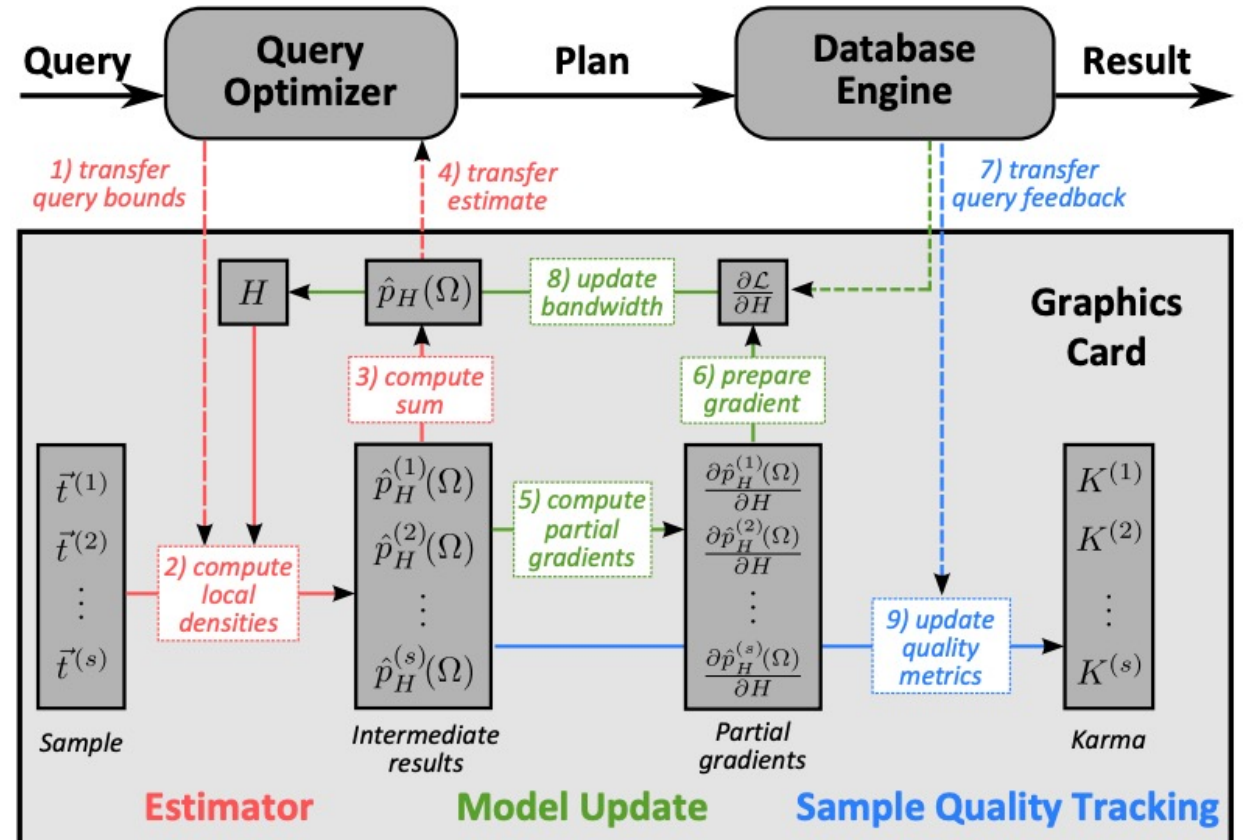 Query
Query
Optimizer
Plan
Database
Engine
Result
1) transfer
query bounds
4) transfer
estimate
7) transfer
query feedback
H
p̂_H(Ω)
8) update
bandwidth
∂ℒ/∂H
Graphics
Card
3) compute
sum
6) prepare
gradient
t⃗^(1)
t⃗^(2)
⋮
t⃗^(s)
2) compute
local
densities
p̂_H^(1)(Ω)
p̂_H^(2)(Ω)
⋮
p̂_H^(s)(Ω)
5) compute
partial
gradients
∂p̂_H^(1)(Ω)/∂H
∂p̂_H^(2)(Ω)/∂H
⋮
∂p̂_H^(s)(Ω)/∂H
9) update
quality
metrics
K^(1)
K^(2)
⋮
K^(s)
Sample
Intermediate
results
Partial
gradients
Karma
Estimator
Model Update
Sample Quality Tracking